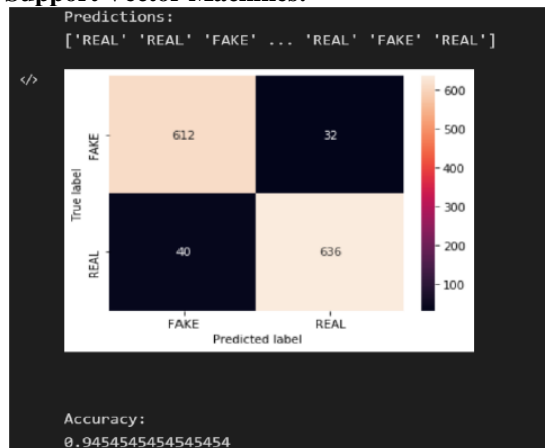 Support Vector Machines:
Predictions:
['REAL' 'REAL' 'FAKE' ... 'REAL' 'FAKE' 'REAL']
</>
600
612 32
FAKE
500
400
True label
300
200
REAL
40 636
100
FAKE REAL
Predicted label
Accuracy:
0.9454545454545454